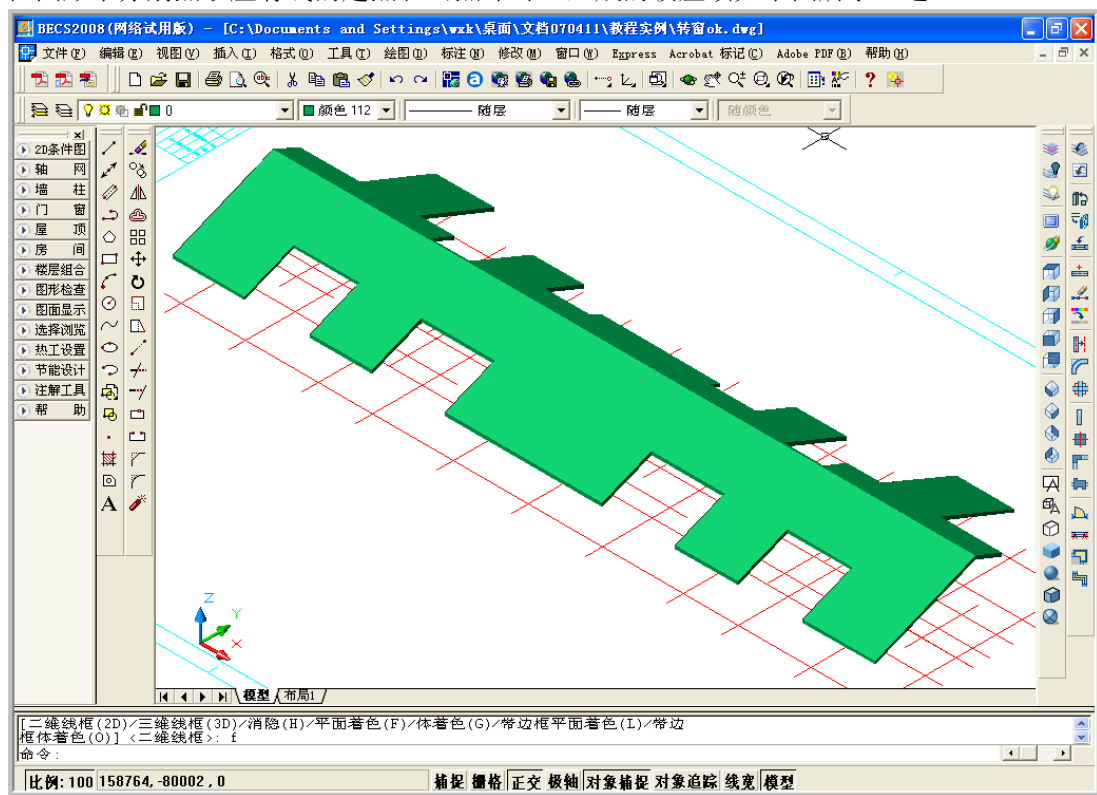 BECS2008(网络试用版) - [C:\Documents and Settings\wxk\桌面\文档070411\教程实例\转窗ok.dwg]
文件(F) 编辑(E) 视图(V) 插入(I) 格式(O) 工具(T) 绘图(D) 标注(N) 修改(M) 窗口(W) Express Acrobat 标记(C) Adobe PDF(B) 帮助(H)
0 颜色 112 随层 随层 随颜色
2D条件图
轴 网
墙 柱
门 窗
屋 顶
房 间
楼层组合
图形检查
图面显示
选择浏览
热工设置
节能设计
注解工具
帮 助
Z
Y
X
模型 布局1
[二维线框(2D)/三维线框(3D)/消隐(H)/平面着色(F)/体着色(G)/带边框平面着色(L)/带边
框体着色(O)] <二维线框>: f
命令:
比例: 100 158764, -80002 , 0 捕捉 栅格 正交 极轴 对象捕捉 对象追踪 线宽 模型